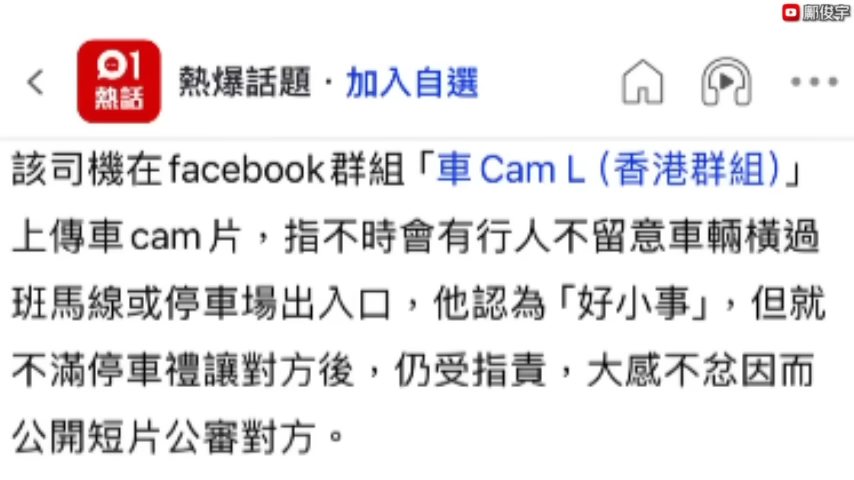 鄺俊宇
01
熱話
熱爆話題·加入自選
該司機在facebook群組「車Cam L（香港群組）」
上傳車cam片，指不時會有行人不留意車輛橫過
班馬線或停車場出入口，他認為「好小事」，但就
不滿停車禮讓對方後，仍受指責，大感不忿因而
公開短片公審對方。